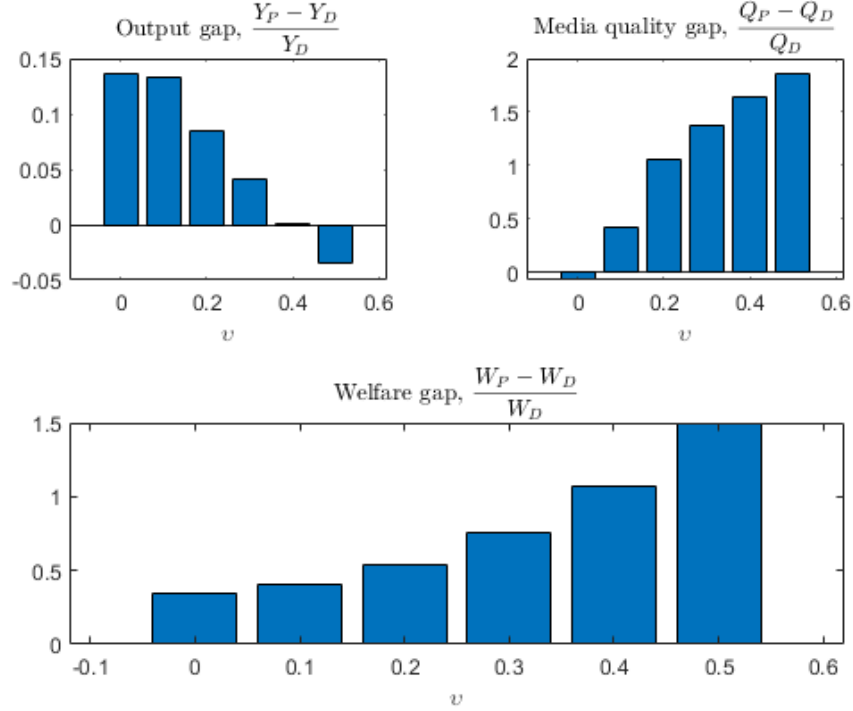 Output gap, $\frac{Y_P - Y_D}{Y_D}$
0.15
0.1
0.05
0
-0.05
0 0.2 0.4 0.6
υ
Media quality gap, $\frac{Q_P - Q_D}{Q_D}$
2
1.5
1
0.5
0
0 0.2 0.4 0.6
υ
Welfare gap, $\frac{W_P - W_D}{W_D}$
1.5
1
0.5
0
-0.1 0 0.1 0.2 0.3 0.4 0.5 0.6
υ